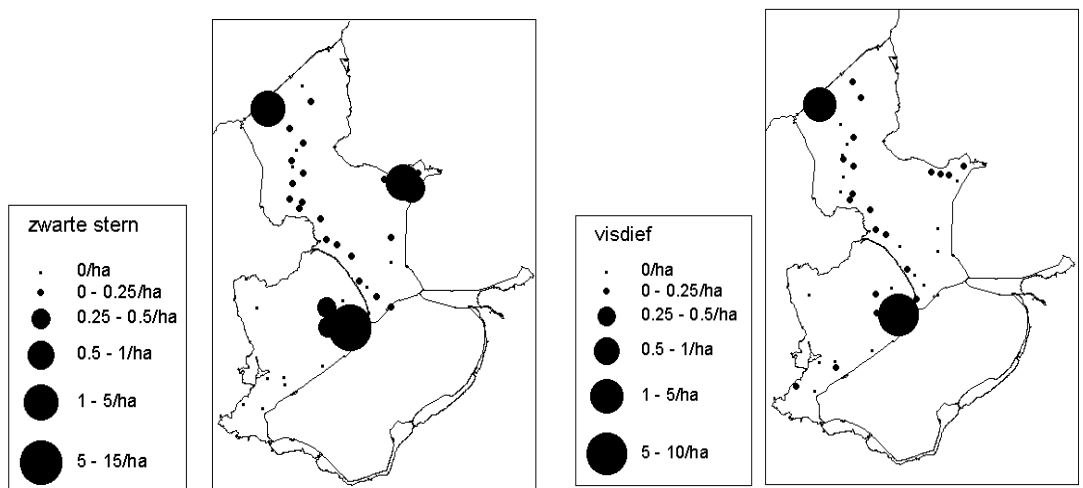 zwarte stern
0/ha
0 - 0.25/ha
0.25 - 0.5/ha
0.5 - 1/ha
1 - 5/ha
5 - 15/ha
visdief
0/ha
0 - 0.25/ha
0.25 - 0.5/ha
0.5 - 1/ha
1 - 5/ha
5 - 10/ha